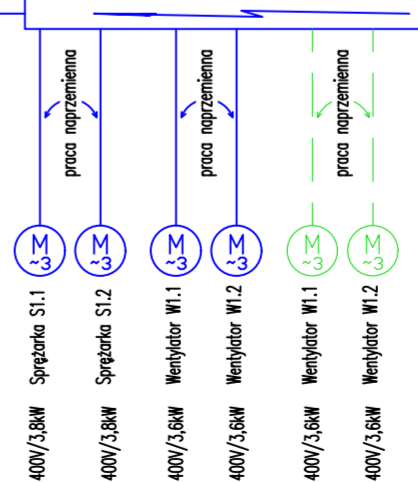 praca naprzemienna
praca naprzemienna
praca naprzemienna
M
~3
M
~3
M
~3
M
~3
M
~3
M
~3
400V/3,8kW Sprężarka S1.1
400V/3,8kW Sprężarka S1.2
400V/3,6kW Wentylator W1.1
400V/3,6kW Wentylator W1.2
400V/3,6kW Wentylator W1.1
400V/3,6kW Wentylator W1.2